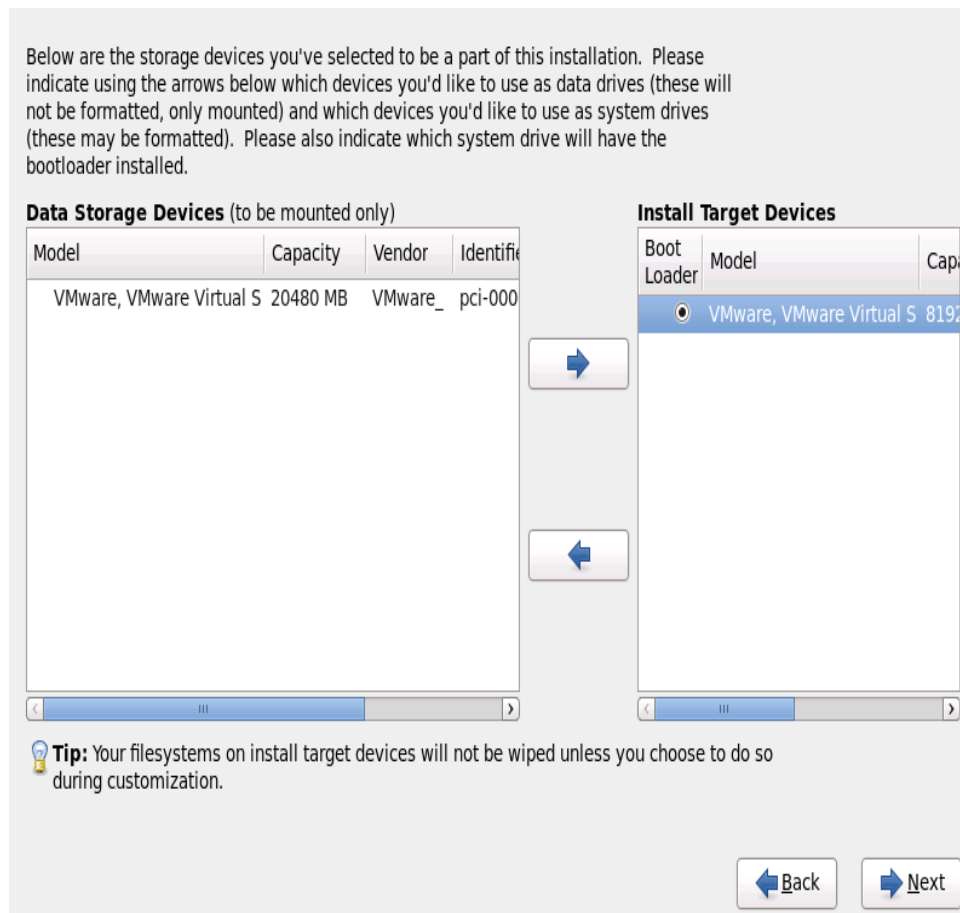 Below are the storage devices you've selected to be a part of this installation.  Please
indicate using the arrows below which devices you'd like to use as data drives (these will
not be formatted, only mounted) and which devices you'd like to use as system drives
(these may be formatted).  Please also indicate which system drive will have the
bootloader installed.
Data Storage Devices (to be mounted only)
Model Capacity Vendor Identifie
VMware, VMware Virtual S 20480 MB VMware_ pci-000
Install Target Devices
Boot
Loader Model Capa
VMware, VMware Virtual S 8192
Tip: Your filesystems on install target devices will not be wiped unless you choose to do so
during customization.
Back Next